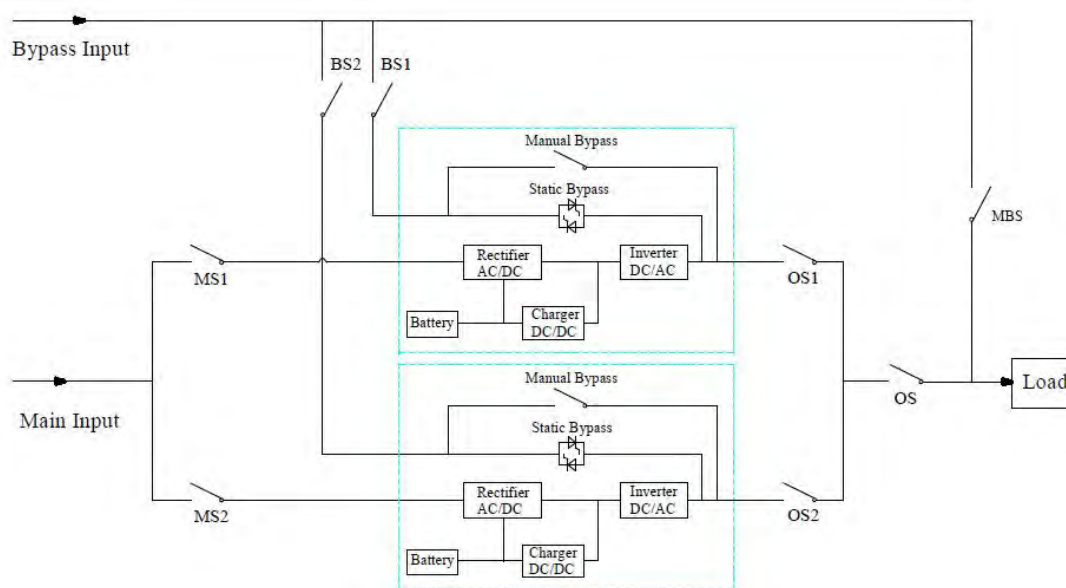 Bypass Input
BS2
BS1
Manual Bypass
Static Bypass
MBS
Rectifier
AC/DC
Inverter
DC/AC
MS1
OS1
Battery
Charger
DC/DC
Main Input
Manual Bypass
OS
Load
Static Bypass
Rectifier
AC/DC
Inverter
DC/AC
MS2
OS2
Battery
Charger
DC/DC